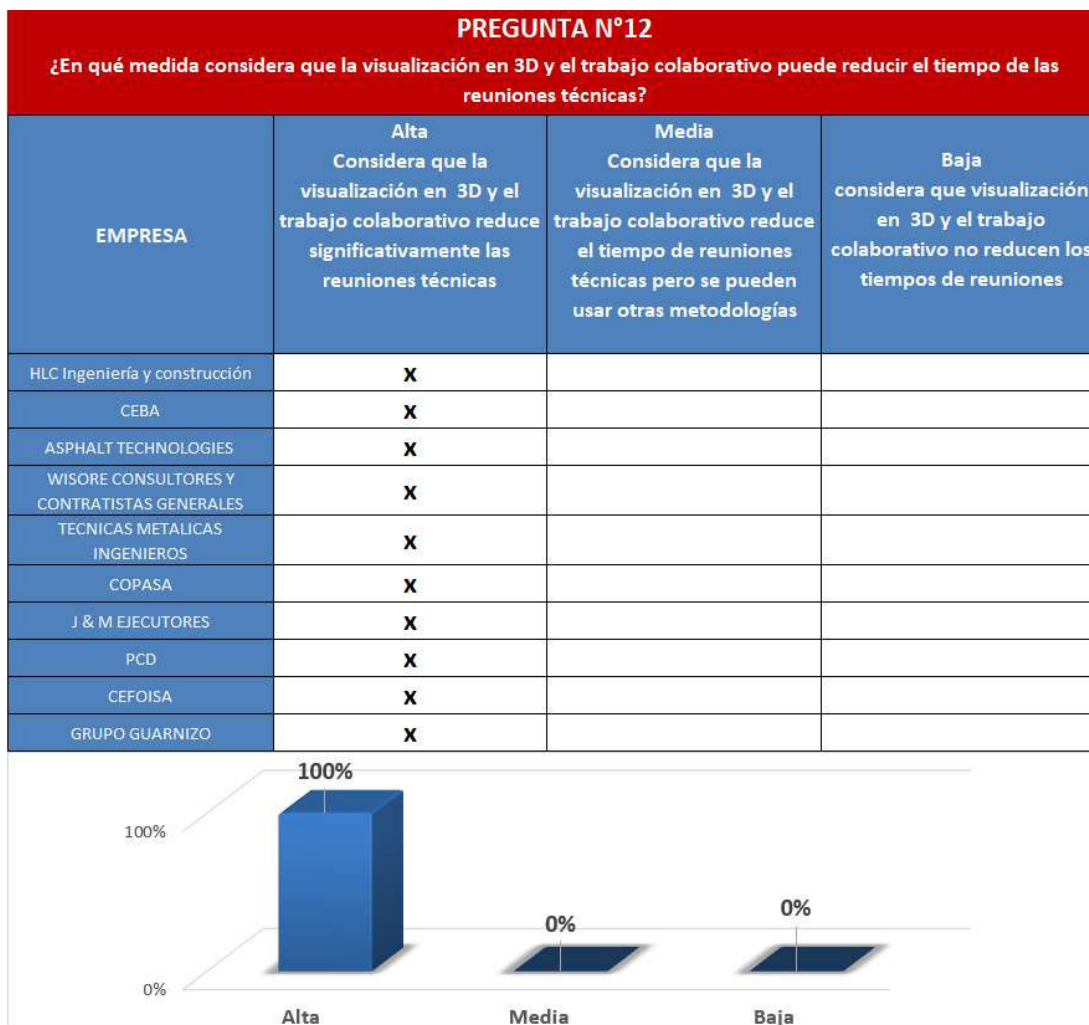 PREGUNTA N°12
¿En qué medida considera que la visualización en 3D y el trabajo colaborativo puede reducir el tiempo de las
reuniones técnicas?
EMPRESA
Alta
Considera que la
visualización en 3D y el
trabajo colaborativo reduce
significativamente las
reuniones técnicas
Media
Considera que la
visualización en 3D y el
trabajo colaborativo reduce
el tiempo de reuniones
técnicas pero se pueden
usar otras metodologías
Baja
considera que visualización
en 3D y el trabajo
colaborativo no reducen los
tiempos de reuniones
HLC Ingeniería y construcción
X
CEBA
X
ASPHALT TECHNOLOGIES
X
WISORE CONSULTORES Y
CONTRATISTAS GENERALES
X
TECNICAS METALICAS
INGENIEROS
X
COPASA
X
J & M EJECUTORES
X
PCD
X
CEFOISA
X
GRUPO GUARNIZO
X
100%
100%
0%
0%
0%
Alta
Media
Baja